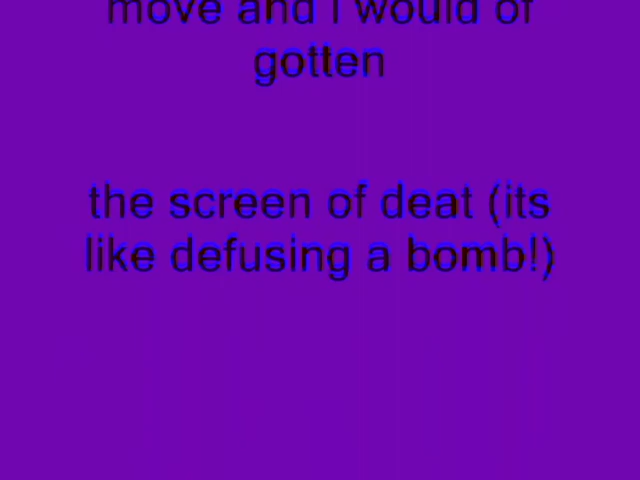 move and i would of
gotten
the screen of deat (its
like defusing a bomb!)